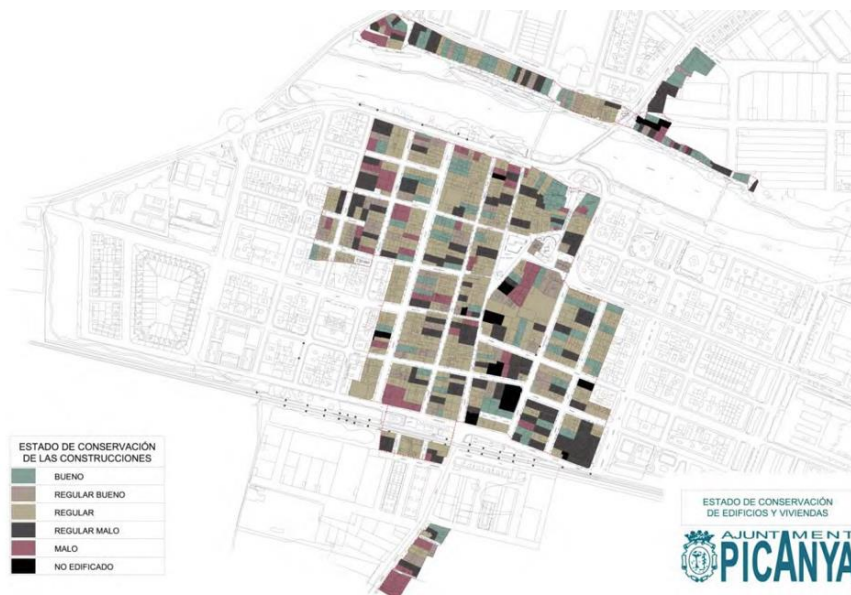 ESTADO DE CONSERVACIÓN
DE LAS CONSTRUCCIONES
BUENO
REGULAR BUENO
REGULAR
REGULAR MALO
MALO
NO EDIFICADO
ESTADO DE CONSERVACIÓN
DE EDIFICIOS Y VIVIENDAS
AJUNTAMENT
PICANYA